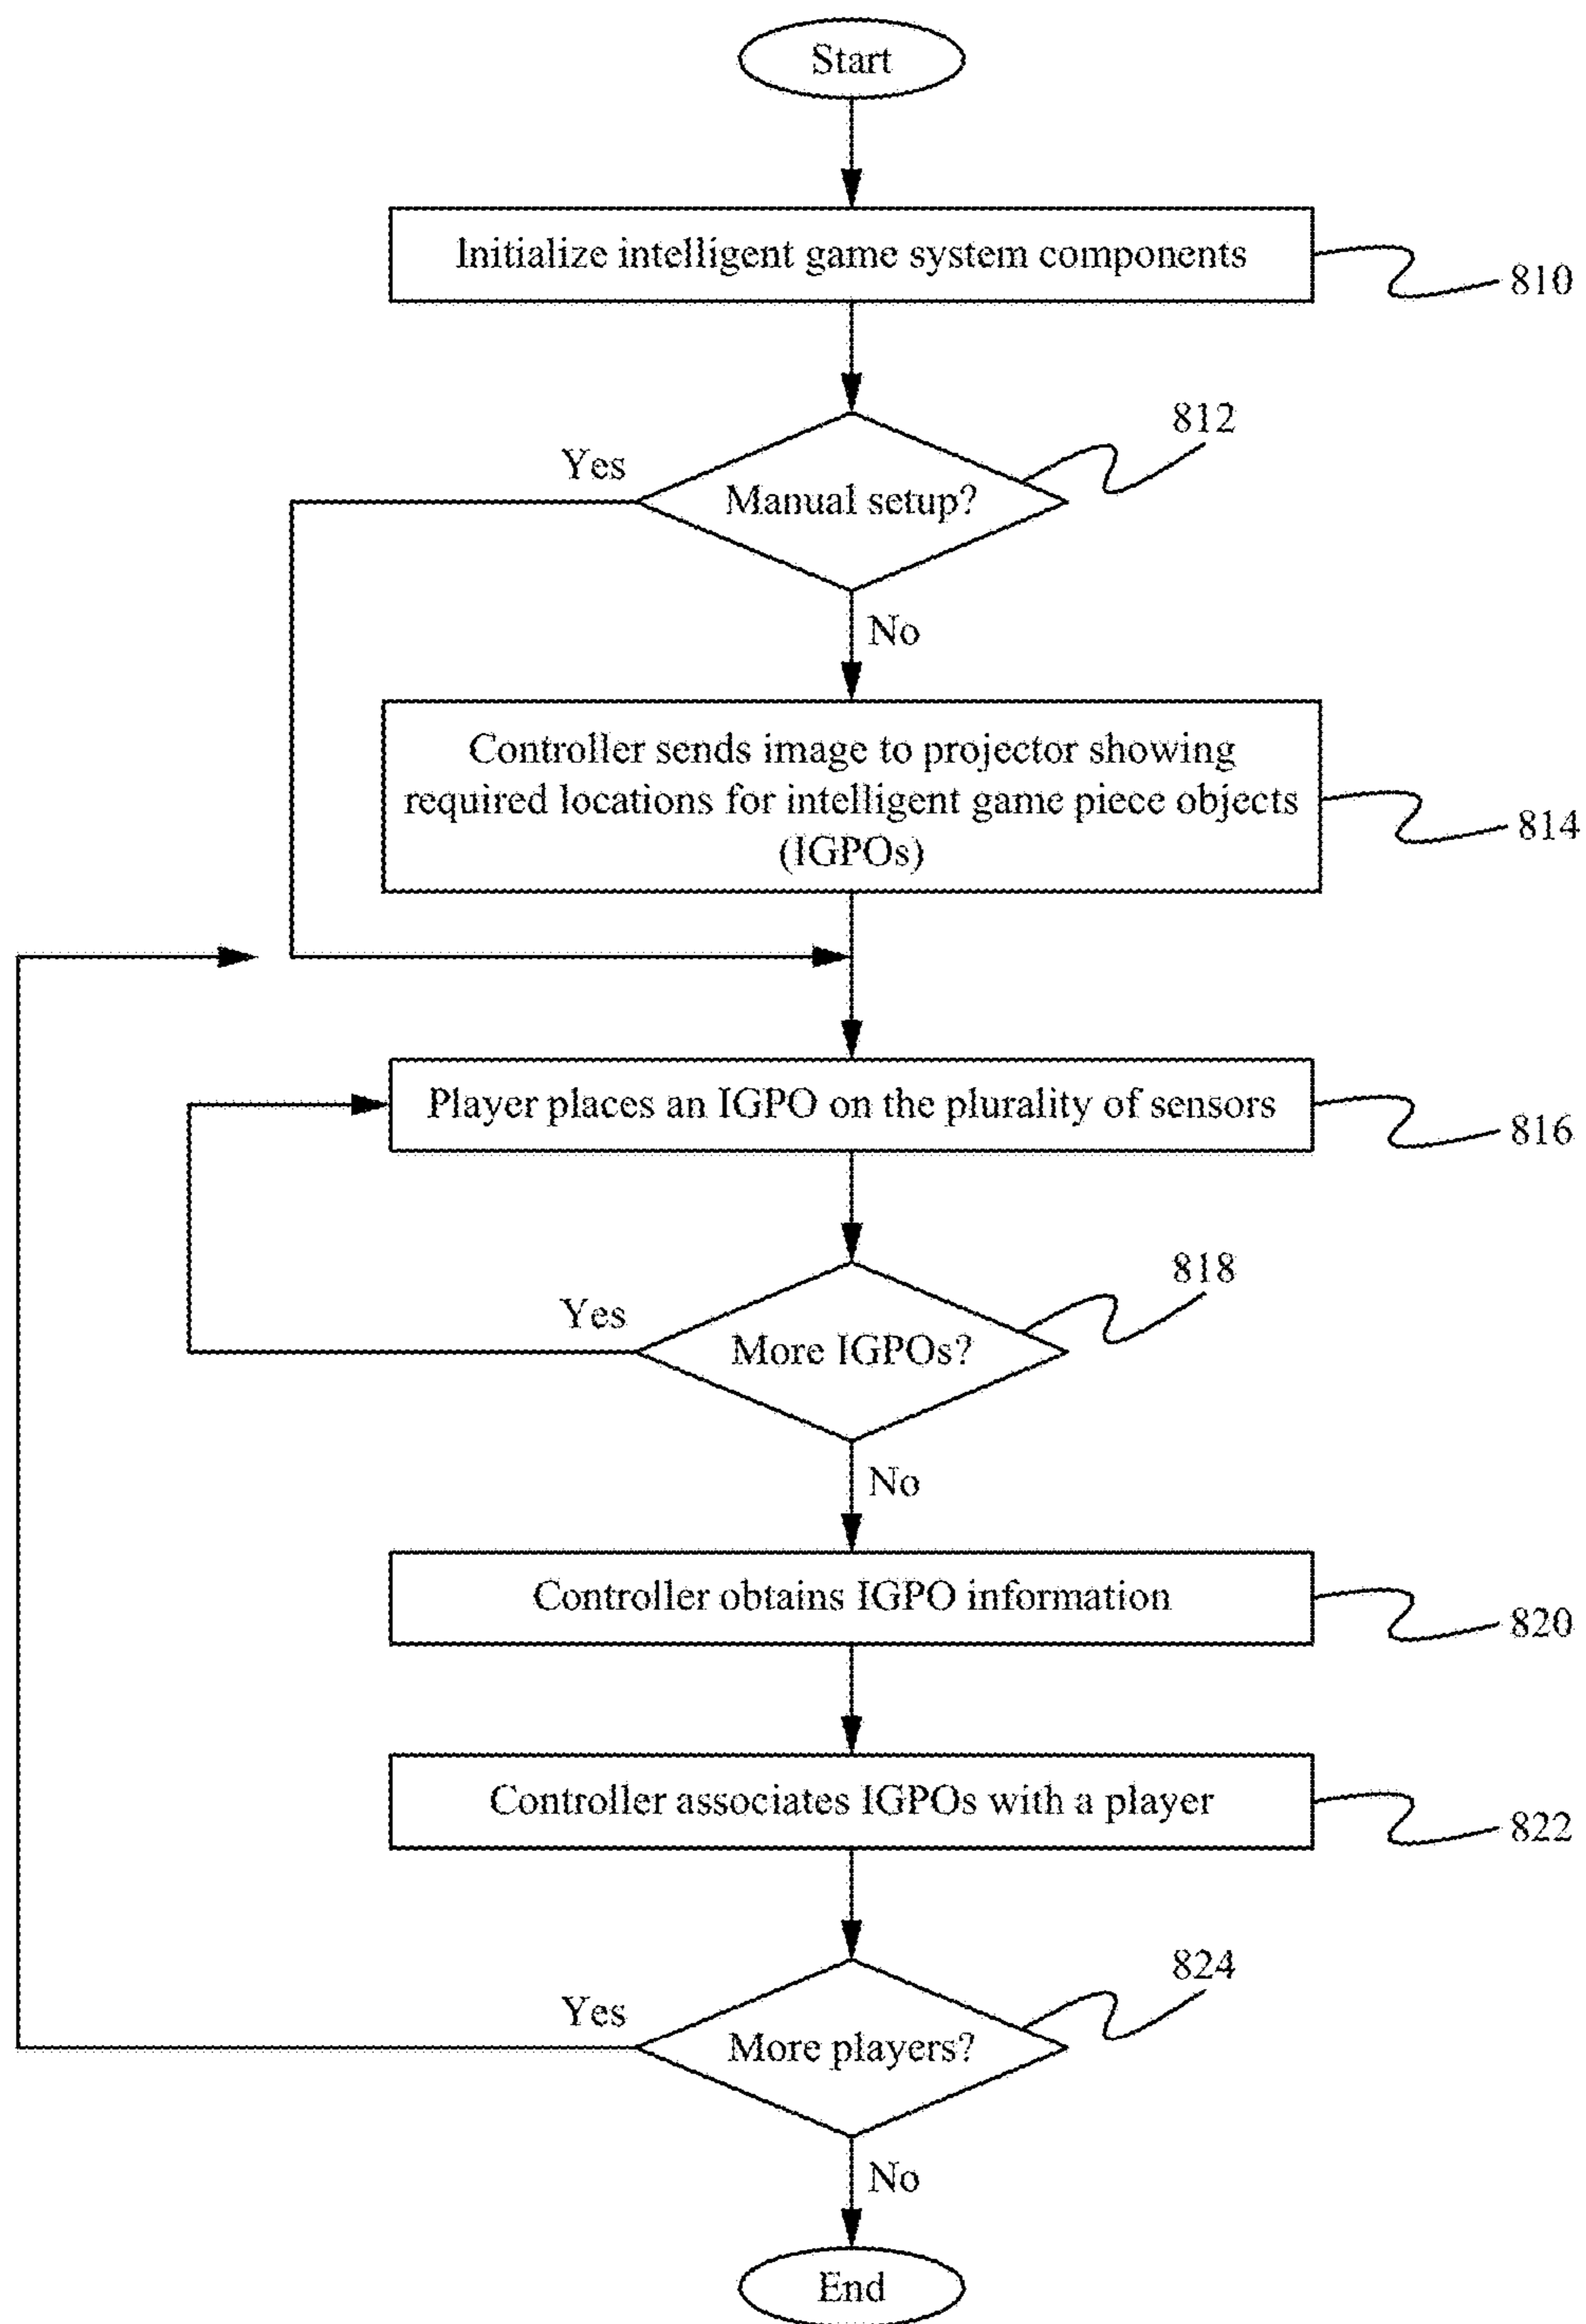 Start
Initialize intelligent game system components
810
812
Yes
Manual setup?
No
Controller sends image to projector showing
required locations for intelligent game piece objects
(IGPOs)
814
Player places an IGPO on the plurality of sensors
816
818
Yes
More IGPOs?
No
Controller obtains IGPO information
820
Controller associates IGPOs with a player
822
824
Yes
More players?
No
End